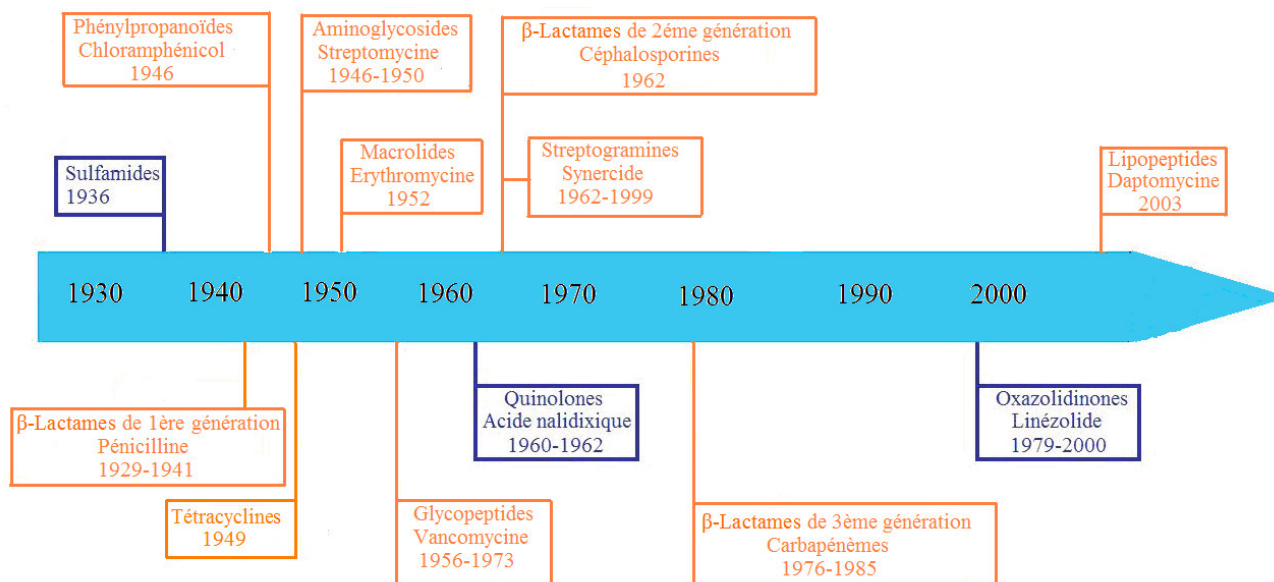 Phénylpropanoïdes
Chloramphénicol
1946
Aminoglycosides
Streptomycine
1946-1950
β-Lactames de 2éme génération
Céphalosporines
1962
Sulfamides
1936
Macrolides
Erythromycine
1952
Streptogramines
Synercide
1962-1999
Lipopeptides
Daptomycine
2003
1930 1940 1950 1960 1970 1980 1990 2000
β-Lactames de 1ère génération
Pénicilline
1929-1941
Quinolones
Acide nalidixique
1960-1962
Oxazolidinones
Linézolide
1979-2000
Tétracyclines
1949
Glycopeptides
Vancomycine
1956-1973
β-Lactames de 3ème génération
Carbapénèmes
1976-1985